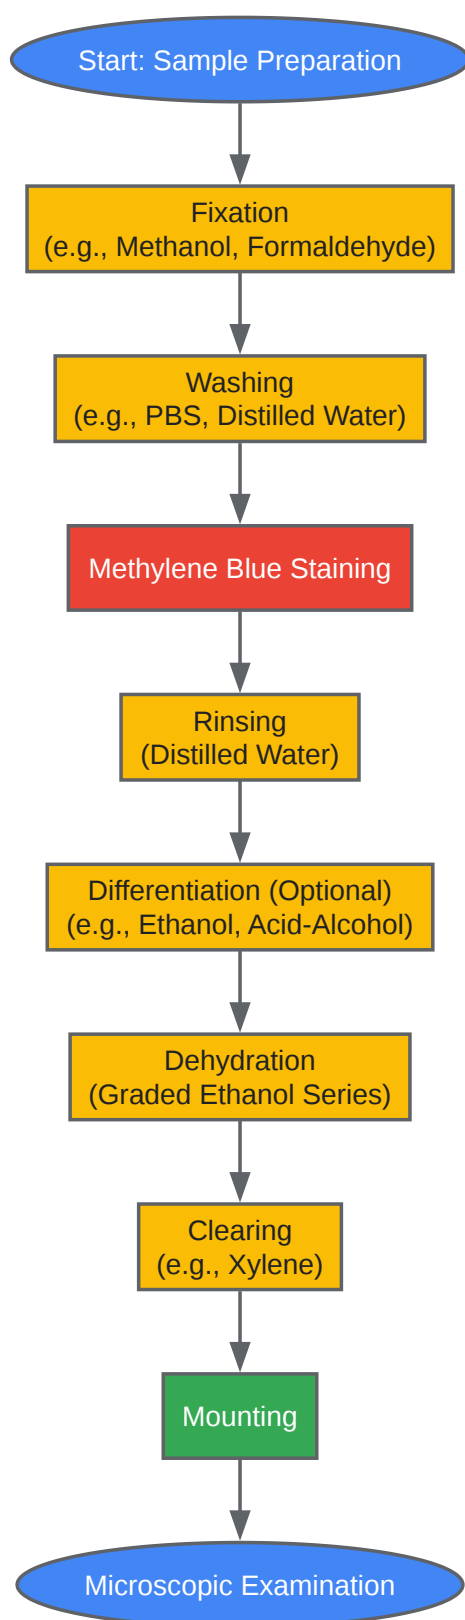 Start: Sample Preparation
Fixation
(e.g., Methanol, Formaldehyde)
Washing
(e.g., PBS, Distilled Water)
Methylene Blue Staining
Rinsing
(Distilled Water)
Differentiation (Optional)
(e.g., Ethanol, Acid-Alcohol)
Dehydration
(Graded Ethanol Series)
Clearing
(e.g., Xylene)
Mounting
Microscopic Examination